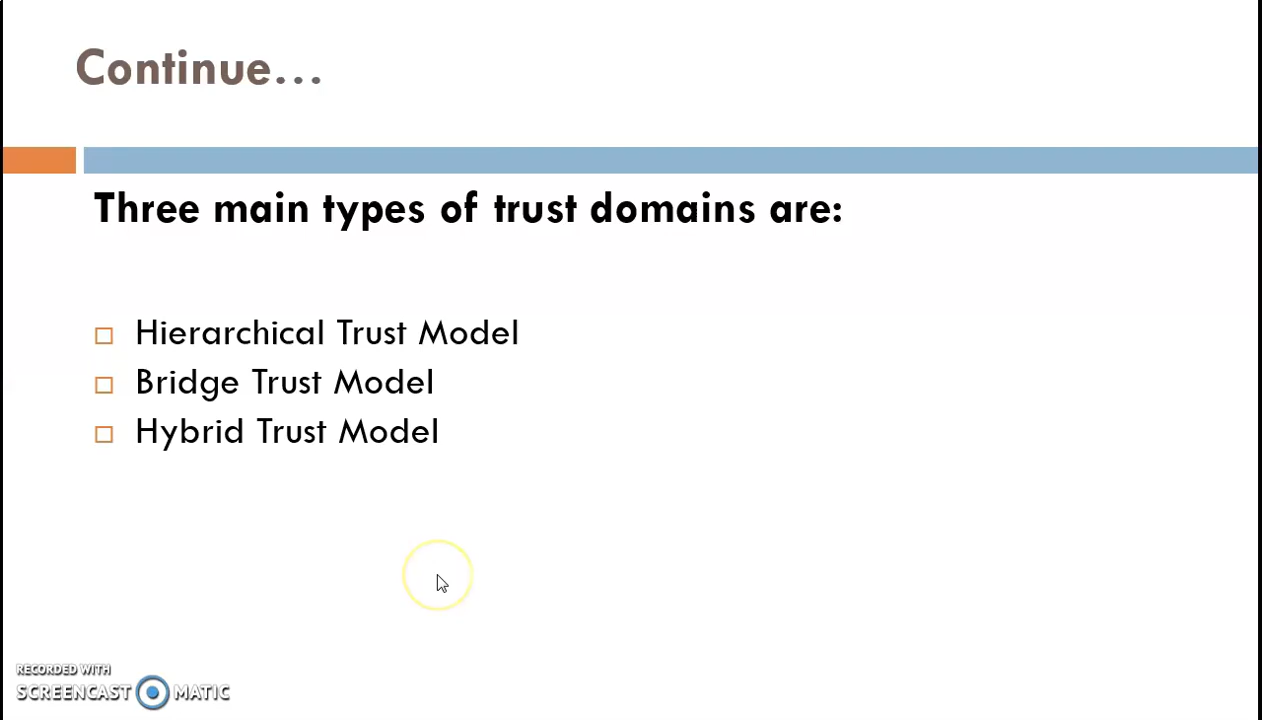 Continue...
Three main types of trust domains are:
Hierarchical Trust Model
Bridge Trust Model
Hybrid Trust Model
RECORDED WITH
SCREENCAST MATIC